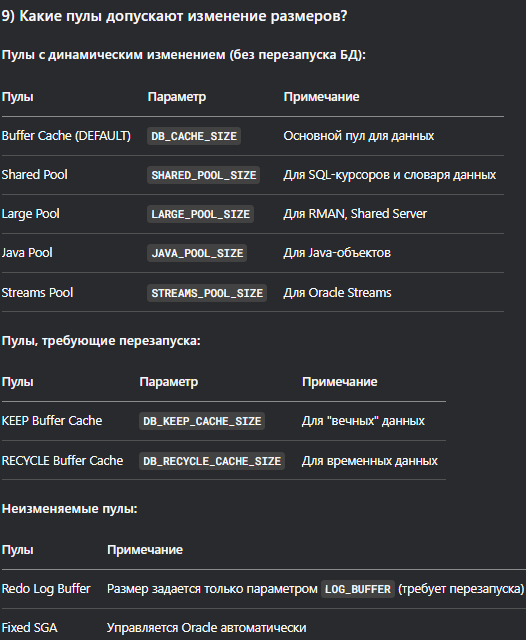 9) Какие пулы допускают изменение размеров?
Пулы с динамическим изменением (без перезапуска БД):
Пулы Параметр Примечание
Buffer Cache (DEFAULT) DB_CACHE_SIZE Основной пул для данных
Shared Pool SHARED_POOL_SIZE Для SQL-курсоров и словаря данных
Large Pool LARGE_POOL_SIZE Для RMAN, Shared Server
Java Pool JAVA_POOL_SIZE Для Java-объектов
Streams Pool STREAMS_POOL_SIZE Для Oracle Streams
Пулы, требующие перезапуска:
Пулы Параметр Примечание
KEEP Buffer Cache DB_KEEP_CACHE_SIZE Для "вечных" данных
RECYCLE Buffer Cache DB_RECYCLE_CACHE_SIZE Для временных данных
Неизменяемые пулы:
Пулы Примечание
Redo Log Buffer Размер задается только параметром LOG_BUFFER (требует перезапуска)
Fixed SGA Управляется Oracle автоматически